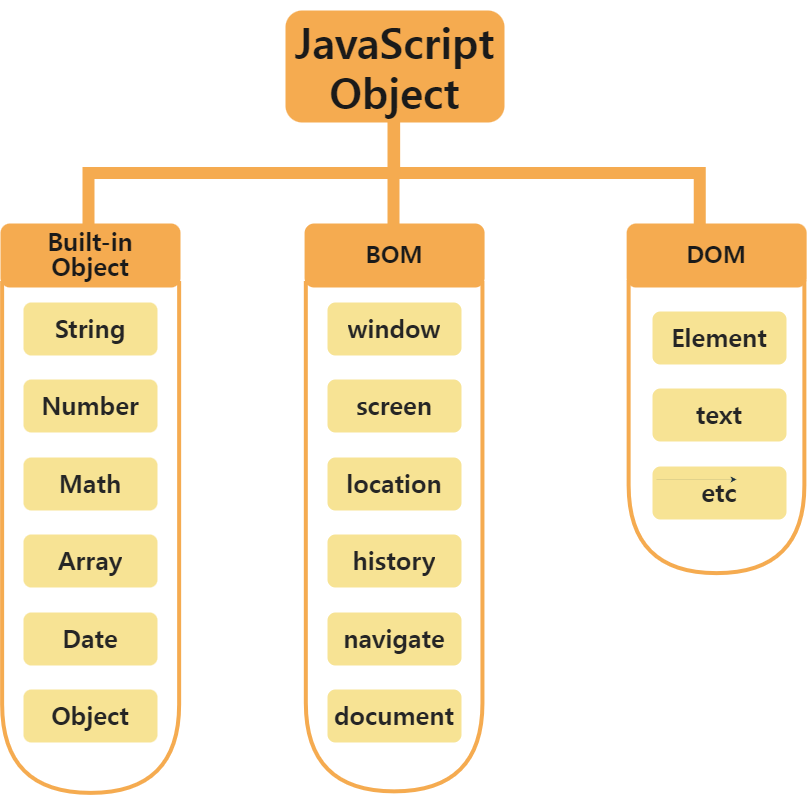 JavaScript
Object
Built-in
Object
String
Number
Math
Array
Date
Object
BOM
window
screen
location
history
navigate
document
DOM
Element
text
etc